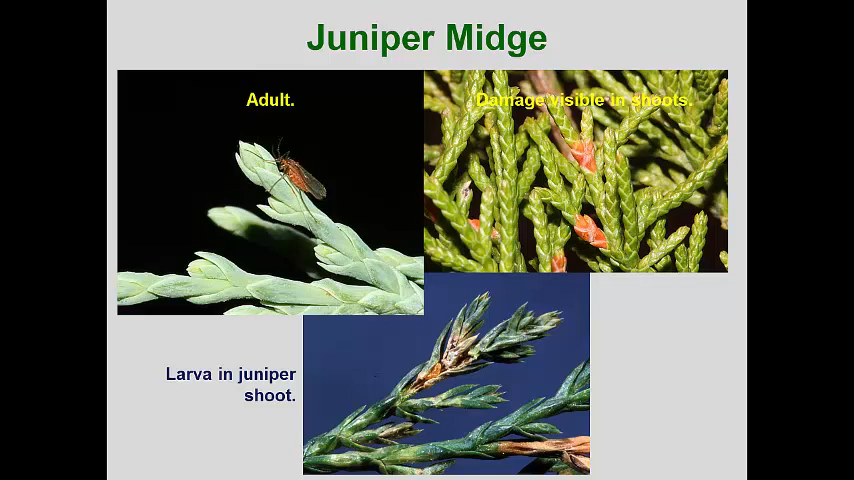 Juniper Midge
Adult.
Damage visible in shoots.
Larva in juniper
shoot.